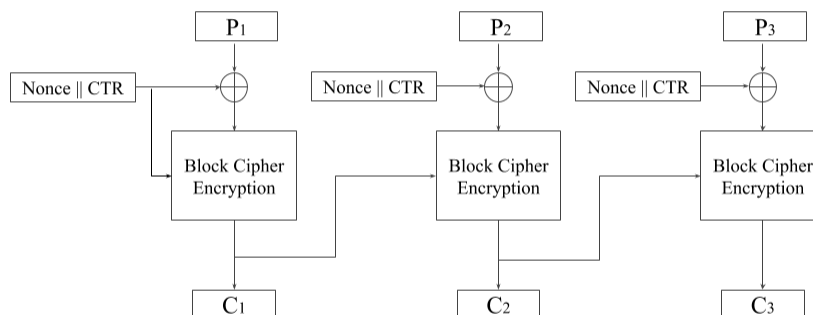 P1 P2 P3
Nonce || CTR Nonce || CTR Nonce || CTR
Block Cipher Block Cipher Block Cipher
Encryption Encryption Encryption
C1 C2 C3